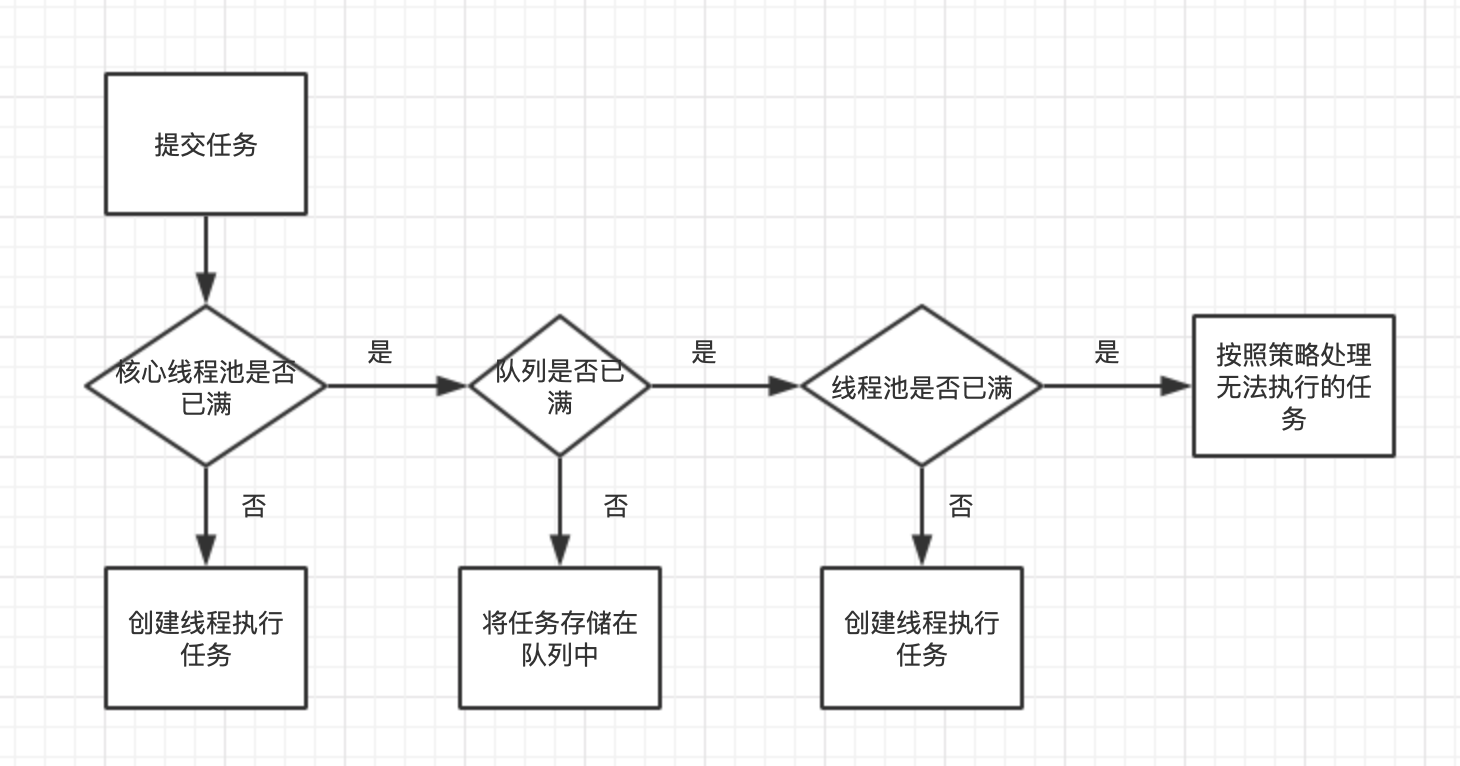 提交任务
核心线程池是否
已满
是
队列是否已
满
是
线程池是否已满
是
按照策略处理
无法执行的任
务
否
否
否
创建线程执行
任务
将任务存储在
队列中
创建线程执行
任务